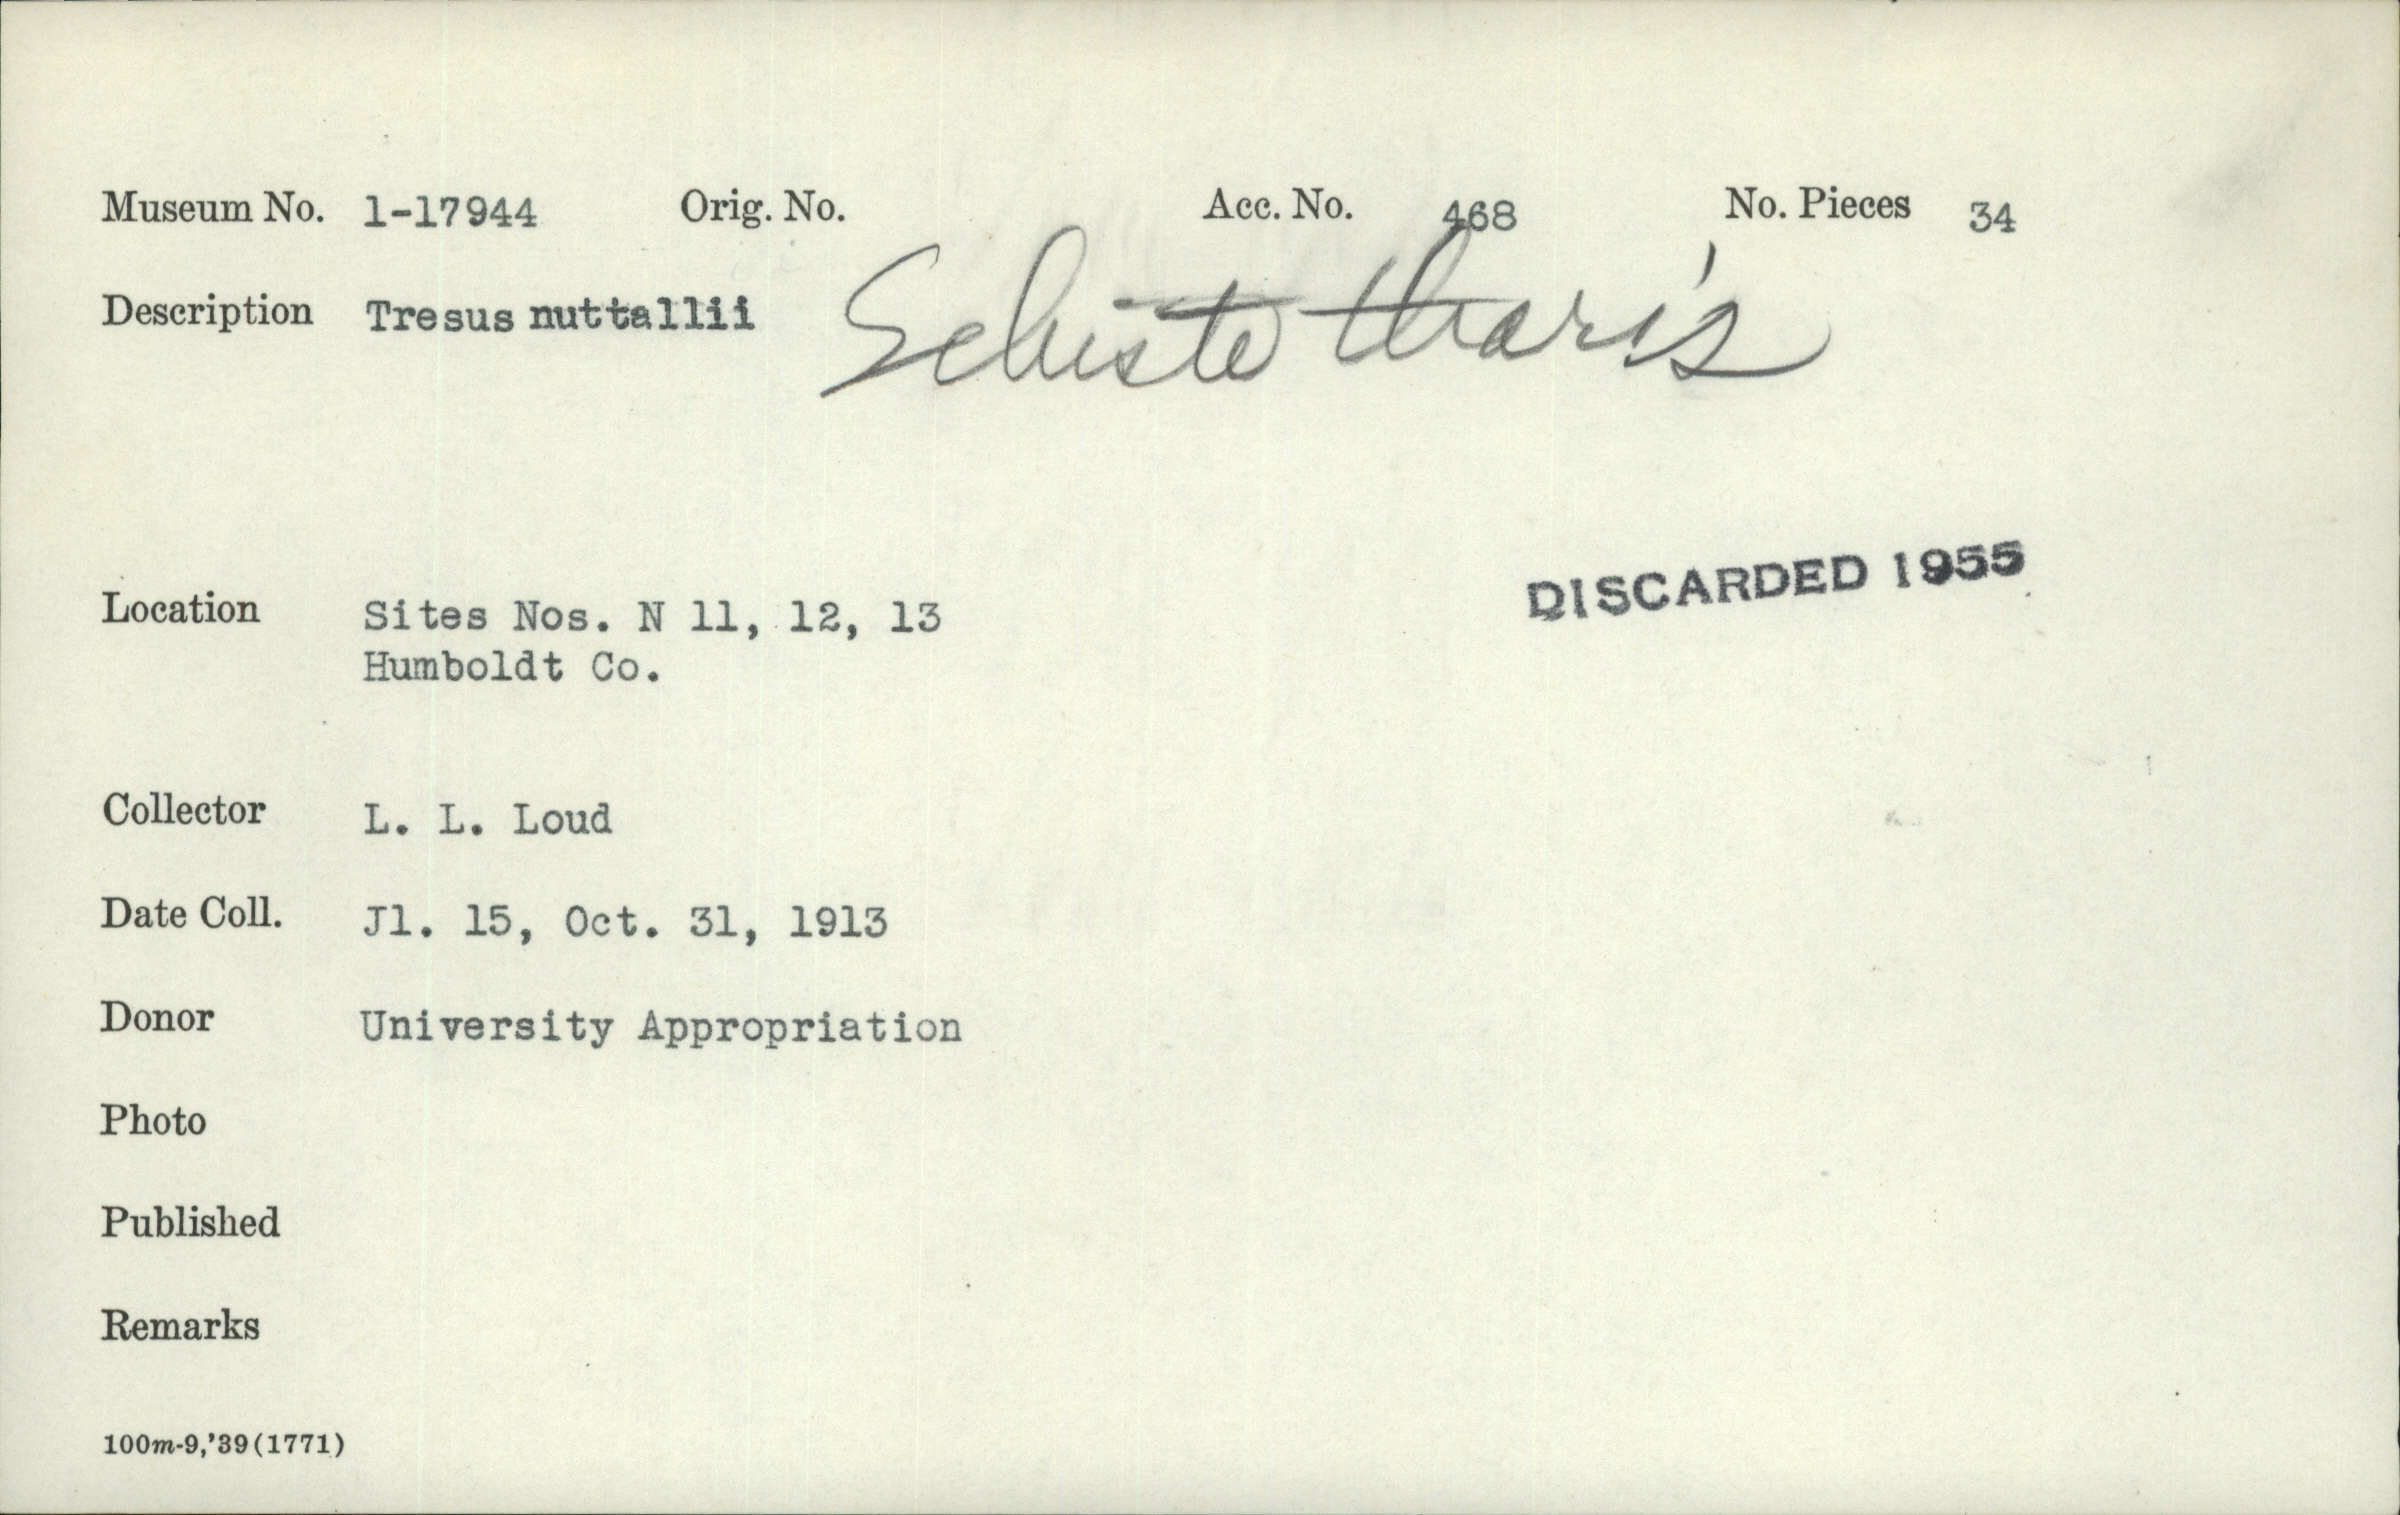 Museum No. 1-17944 Orig. No. Acc. No. 468 No. Pieces 34
Description Tresus nuttallii
DISCARDED 1955
Location Sites Nos. N 11, 12, 13
Humboldt Co.
Collector L. L. Loud
Date Coll. Jl. 15, Oct. 31, 1913
Donor University Appropriation
Photo
Published
Remarks
100m-9,'39(1771)